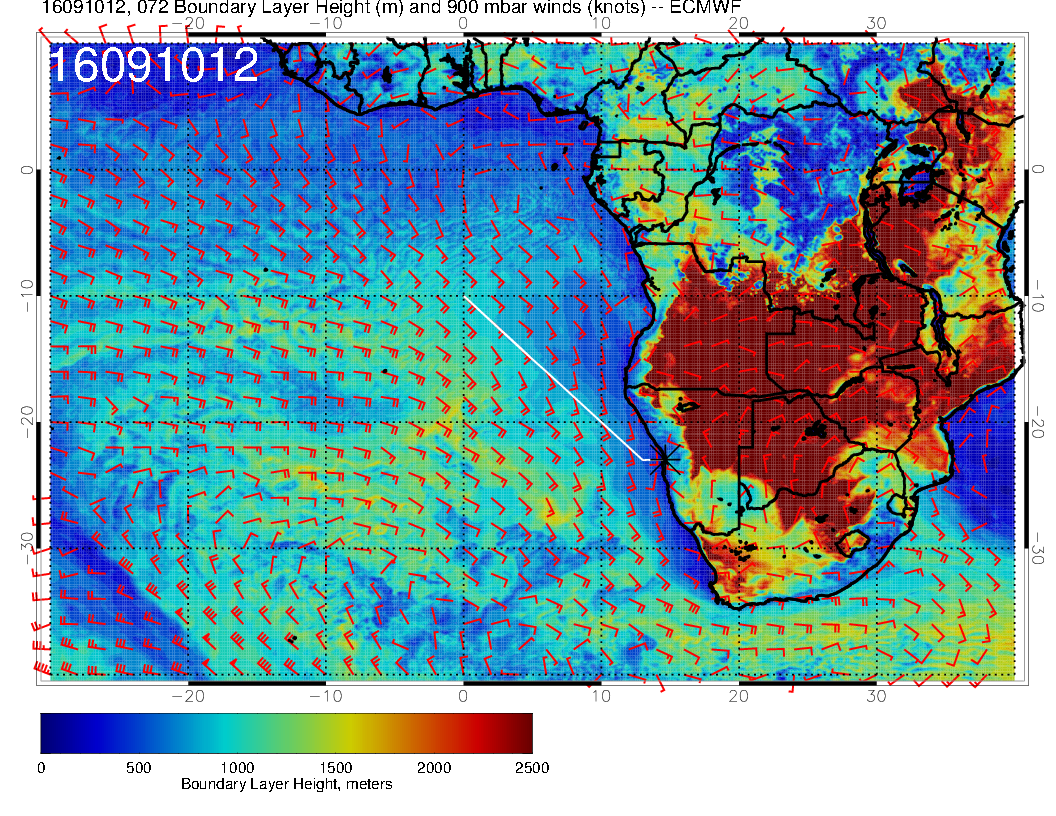 16091012, 072 Boundary Layer Height (m) and 900 mbar winds (knots) -- ECMWF
−20 −10 0 10 20 30
16091012
0 0
−10 −10
−20 −20
−30 −30
−20 −10 0 10 20 30
0 500 1000 1500 2000 2500
Boundary Layer Height, meters